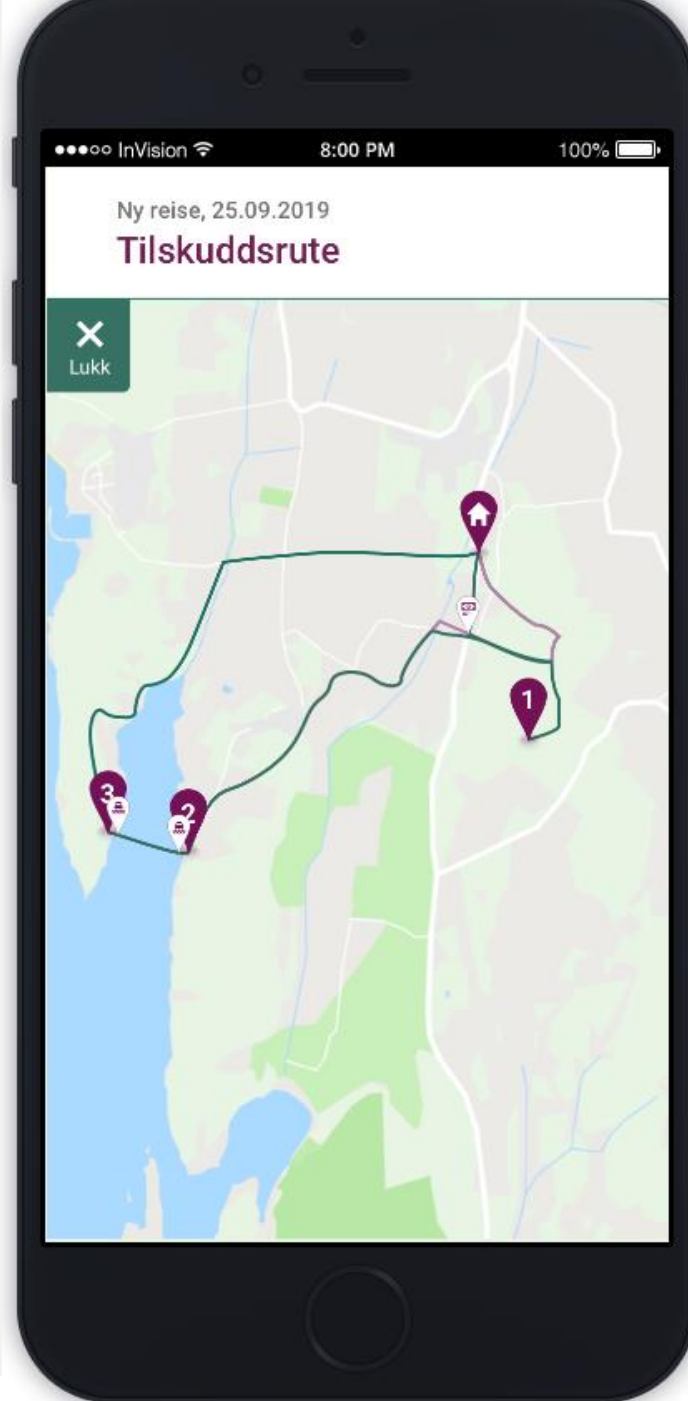 InVision 8:00 PM 100%
Ny reise, 25.09.2019
Tilskuddsrute
Lukk
1
3
2